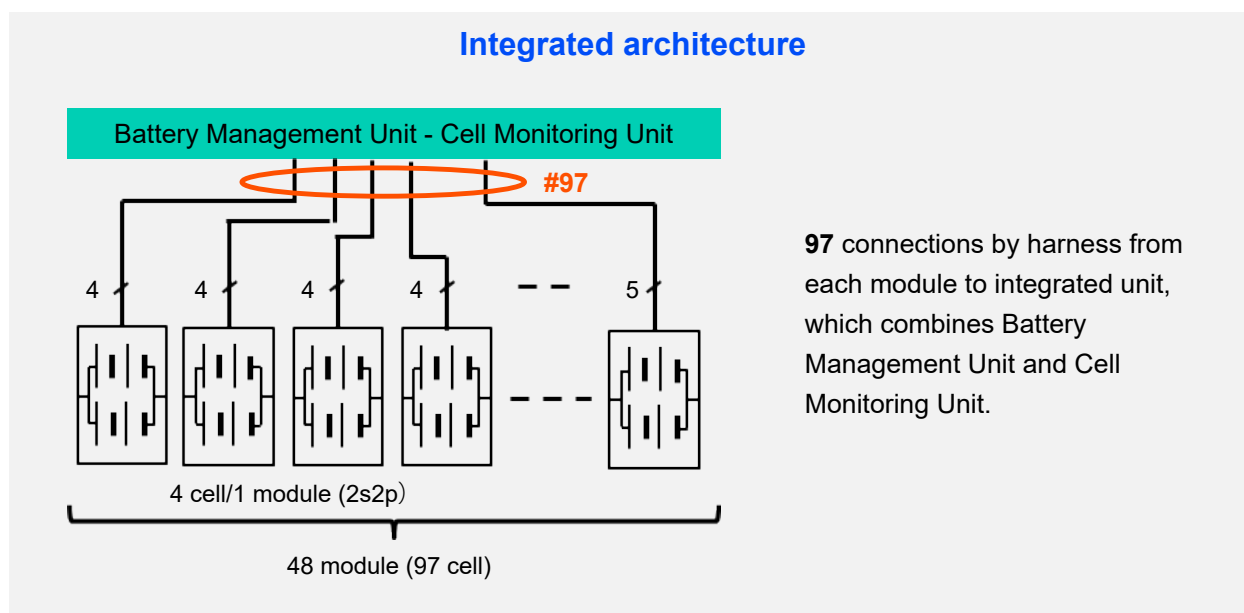 Integrated architecture
Battery Management Unit - Cell Monitoring Unit
#97
4
4
4
4
5
97 connections by harness from
each module to integrated unit,
which combines Battery
Management Unit and Cell
Monitoring Unit.
4 cell/1 module (2s2p）
48 module (97 cell)